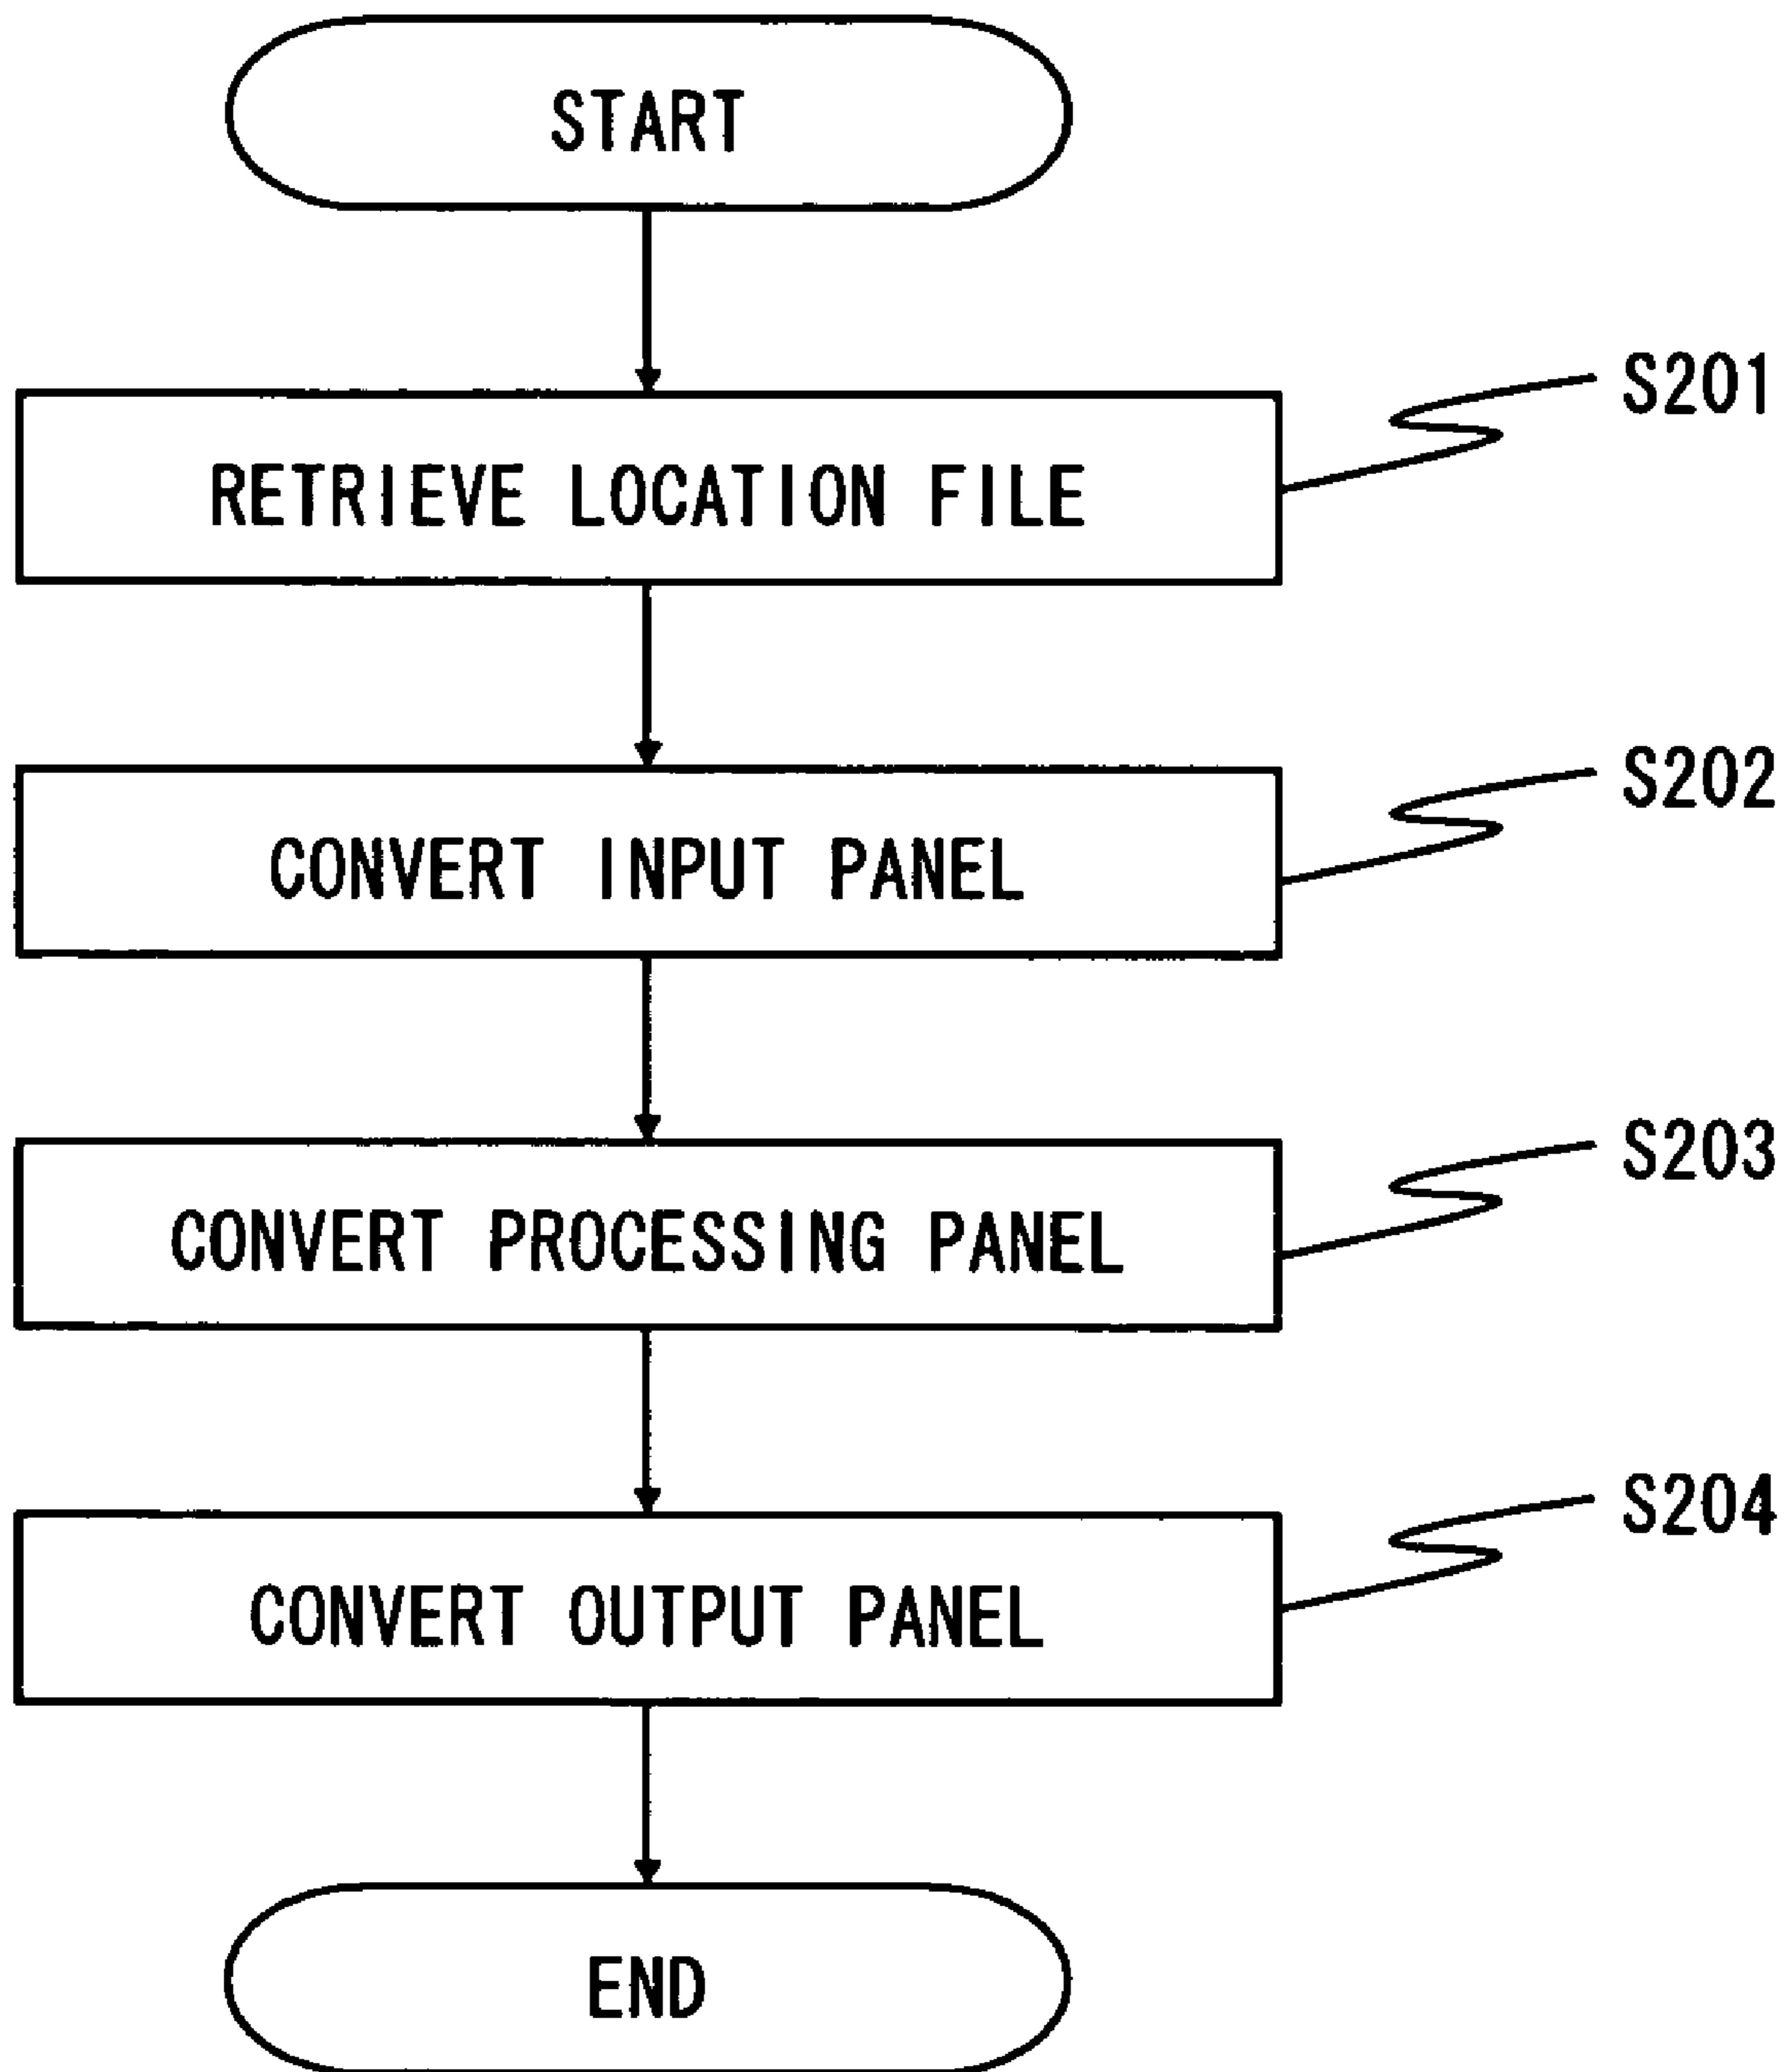 START
S201
RETRIEVE LOCATION FILE
S202
CONVERT INPUT PANEL
S203
CONVERT PROCESSING PANEL
S204
CONVERT OUTPUT PANEL
END